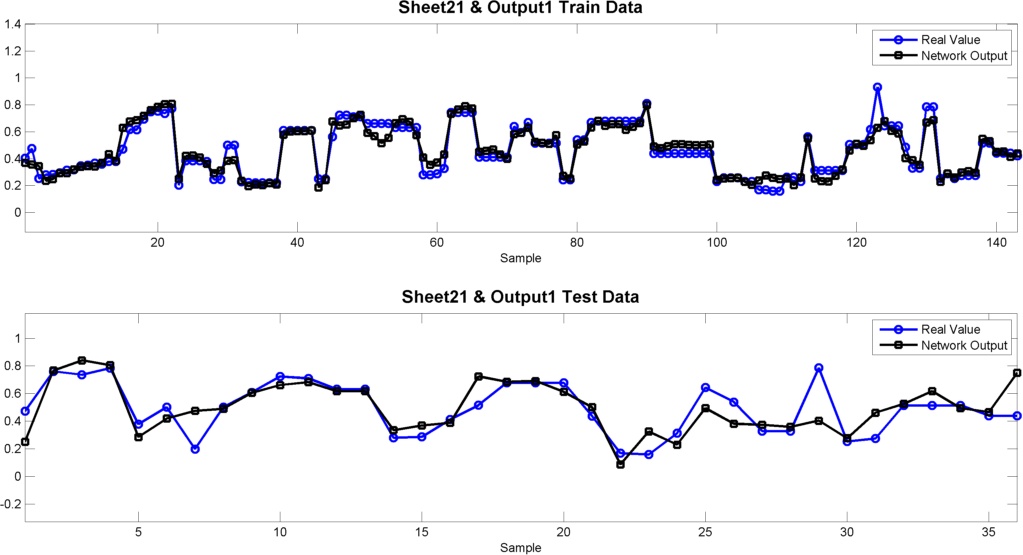 Sheet21 & Output1 Train Data
1.4
1.2
1
0.8
0.6
0.4
0.2
0
Real Value
Network Output
20 40 60 80 100 120 140
Sample
Sheet21 & Output1 Test Data
1
0.8
0.6
0.4
0.2
0
-0.2
Real Value
Network Output
5 10 15 20 25 30 35
Sample